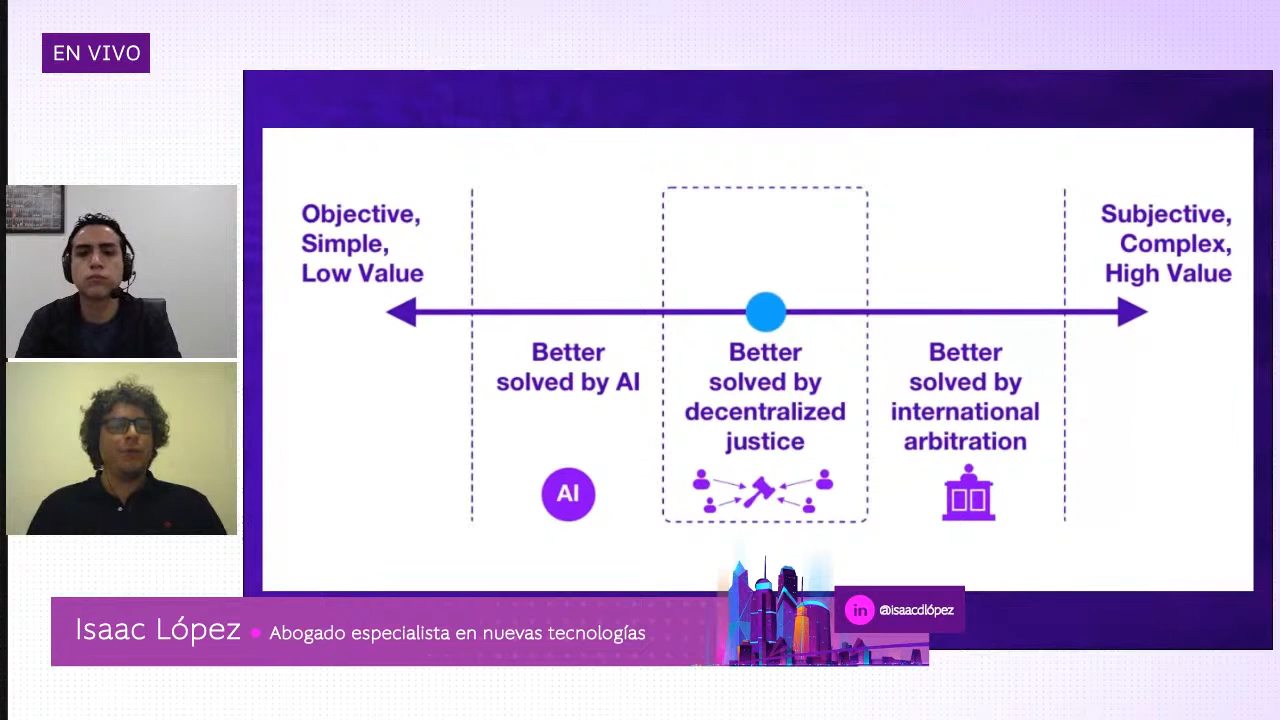 EN VIVO
Objective,
Simple,
Low Value
Subjective,
Complex,
High Value
Better
solved by AI
Better
solved by
decentralized
justice
Better
solved by
international
arbitration
AI
Isaac López • Abogado especialista en nuevas tecnologías
in @isaacdlópez